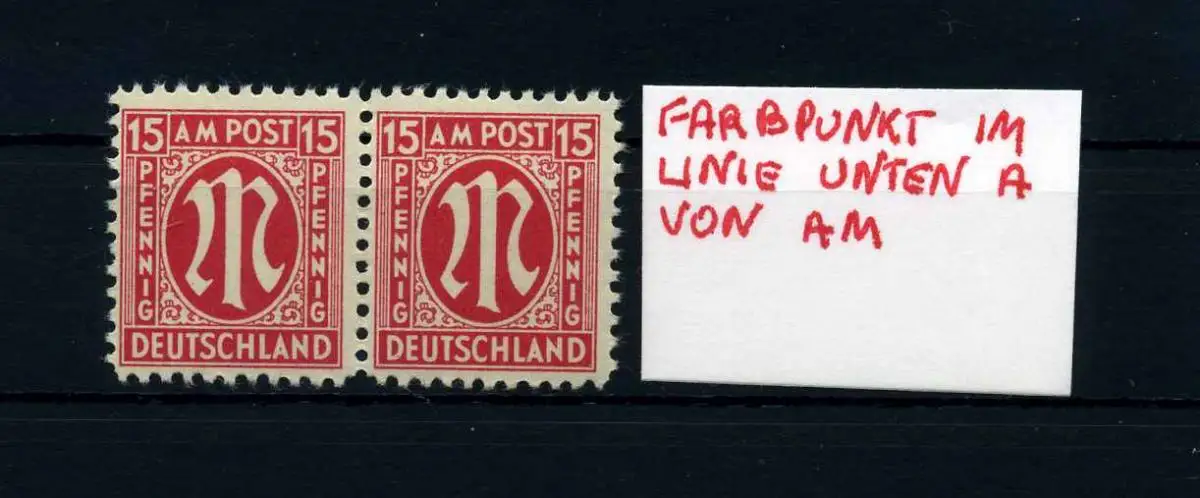 15 AM POST 15
PFENNIG
M
PFENNIG
DEUTSCHLAND
15 AM POST 15
PFENNIG
M
PFENNIG
DEUTSCHLAND
FARBPUNKT IM
LINIE UNTEN A
VON AM